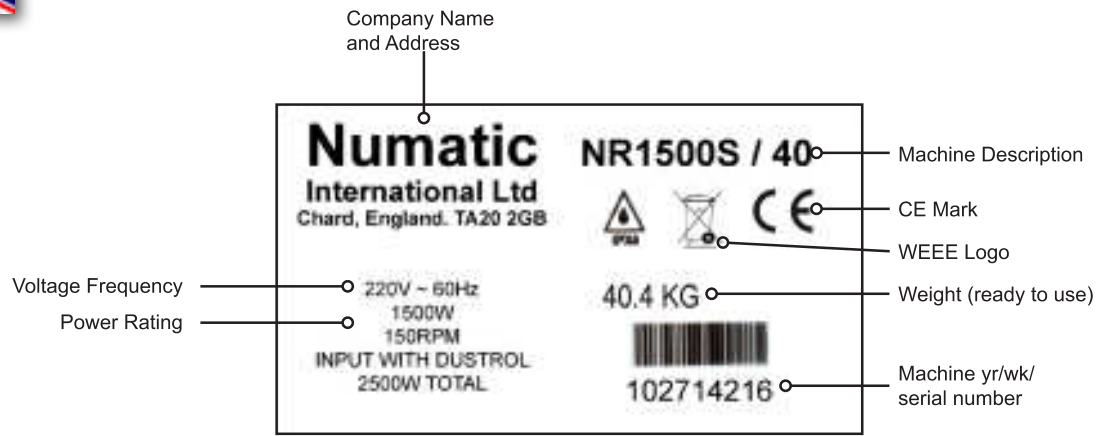 Company Name
and Address
Numatic
International Ltd
Chard, England. TA20 2GB
NR1500S / 40
Machine Description
CE
CE Mark
WEEE Logo
Voltage Frequency
220V ~ 60Hz
40.4 KG
Weight (ready to use)
Power Rating
1500W
150RPM
INPUT WITH DUSTROL
2500W TOTAL
102714216
Machine yr/wk/
serial number